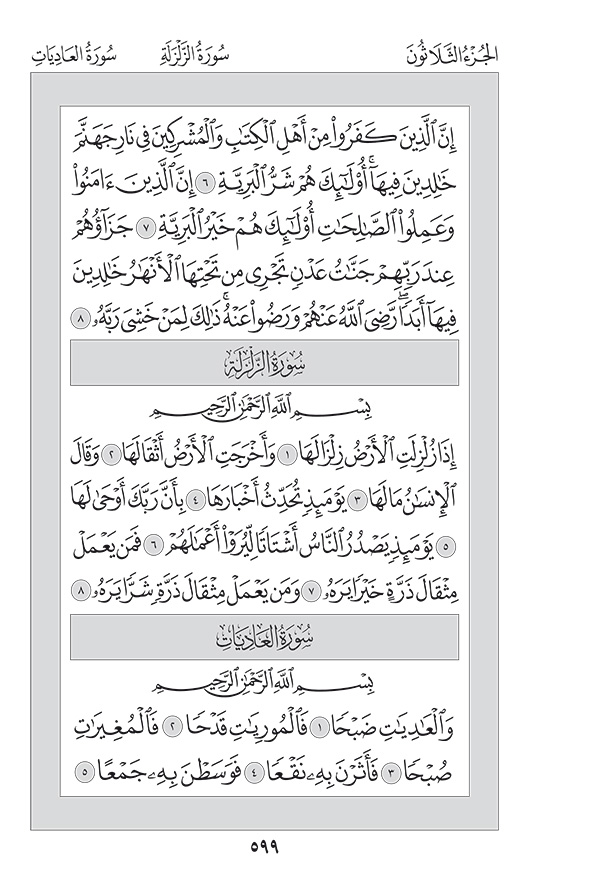 الجُزْءُ الثَّلَاثُونَ سُورَةُ الزَّلْزَلَةِ سُورَةُ العَادِيَاتِ
إِنَّ ٱلَّذِينَ كَفَرُوا۟ مِنْ أَهْلِ ٱلْكِتَٰبِ وَٱلْمُشْرِكِينَ فِى نَارِ جَهَنَّمَ
خَٰلِدِينَ فِيهَآ ۚ أُو۟لَٰٓئِكَ هُمْ شَرُّ ٱلْبَرِيَّةِ ٦ إِنَّ ٱلَّذِينَ ءَامَنُوا۟
وَعَمِلُوا۟ ٱلصَّٰلِحَٰتِ أُو۟لَٰٓئِكَ هُمْ خَيْرُ ٱلْبَرِيَّةِ ٧ جَزَآؤُهُمْ
عِندَ رَبِّهِمْ جَنَّٰتُ عَدْنٍ تَجْرِى مِن تَحْتِهَا ٱلْأَنْهَٰرُ خَٰلِدِينَ
فِيهَآ أَبَدًا ۖ رَّضِىَ ٱللَّهُ عَنْهُمْ وَرَضُوا۟ عَنْهُ ۚ ذَٰلِكَ لِمَنْ خَشِىَ رَبَّهُۥ ٨
سُورَةُ الزَّلْزَلَةِ
بِسْمِ ٱللَّهِ ٱلرَّحْمَٰنِ ٱلرَّحِيمِ
إِذَا زُلْزِلَتِ ٱلْأَرْضُ زِلْزَالَهَا ١ وَأَخْرَجَتِ ٱلْأَرْضُ أَثْقَالَهَا ٢ وَقَالَ
ٱلْإِنسَٰنُ مَا لَهَا ٣ يَوْمَئِذٍ تُحَدِّثُ أَخْبَارَهَا ٤ بِأَنَّ رَبَّكَ أَوْحَىٰ لَهَا
٥ يَوْمَئِذٍ يَصْدُرُ ٱلنَّاسُ أَشْتَاتًا لِّيُرَوْا۟ أَعْمَٰلَهُمْ ٦ فَمَن يَعْمَلْ
مِثْقَالَ ذَرَّةٍ خَيْرًا يَرَهُۥ ٧ وَمَن يَعْمَلْ مِثْقَالَ ذَرَّةٍ شَرًّا يَرَهُۥ ٨
سُورَةُ العَادِيَاتِ
بِسْمِ ٱللَّهِ ٱلرَّحْمَٰنِ ٱلرَّحِيمِ
وَٱلْعَٰدِيَٰتِ ضَبْحًا ١ فَٱلْمُورِيَٰتِ قَدْحًا ٢ فَٱلْمُغِيرَٰتِ
صُبْحًا ٣ فَأَثَرْنَ بِهِۦ نَقْعًا ٤ فَوَسَطْنَ بِهِۦ جَمْعًا ٥
٥٩٩